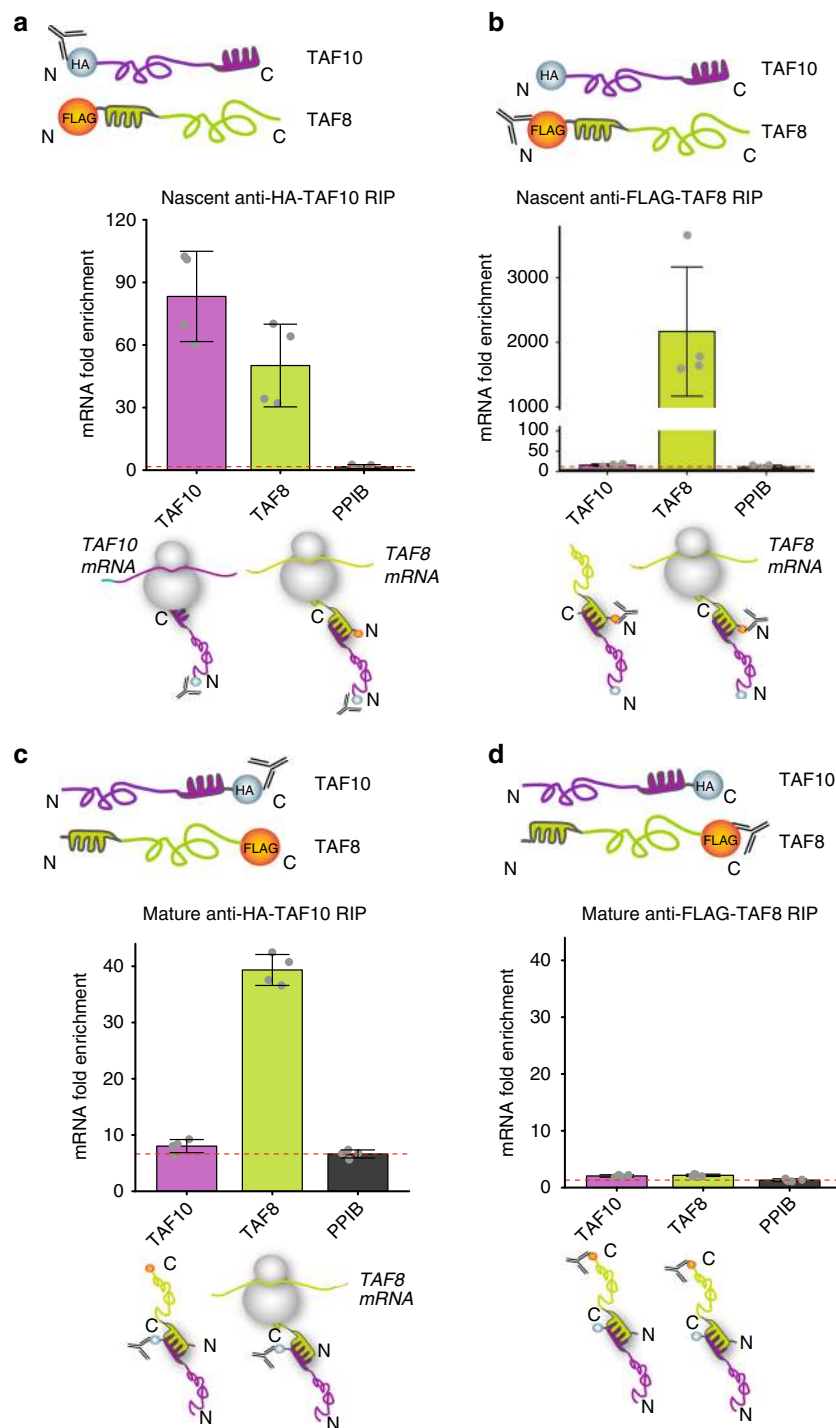 a
HA
N
C
TAF10
FLAG
N
C
TAF8
Nascent anti-HA-TAF10 RIP
mRNA fold enrichment
120
90
60
30
0
TAF10
TAF8
PPIB
TAF10
mRNA
TAF8
mRNA
C
N
C
N
N
b
HA
N
C
TAF10
FLAG
N
C
TAF8
Nascent anti-FLAG-TAF8 RIP
mRNA fold enrichment
3000
2000
1000
100
50
0
TAF10
TAF8
PPIB
TAF8
mRNA
C
N
N
C
N
N
c
N
HA
C
TAF10
N
FLAG
C
TAF8
Mature anti-HA-TAF10 RIP
mRNA fold enrichment
40
30
20
10
0
TAF10
TAF8
PPIB
C
TAF8
mRNA
C
N
N
C
N
N
d
N
HA
C
TAF10
N
FLAG
C
TAF8
Mature anti-FLAG-TAF8 RIP
mRNA fold enrichment
40
30
20
10
0
TAF10
TAF8
PPIB
C
C
N
N
C
C
N
N